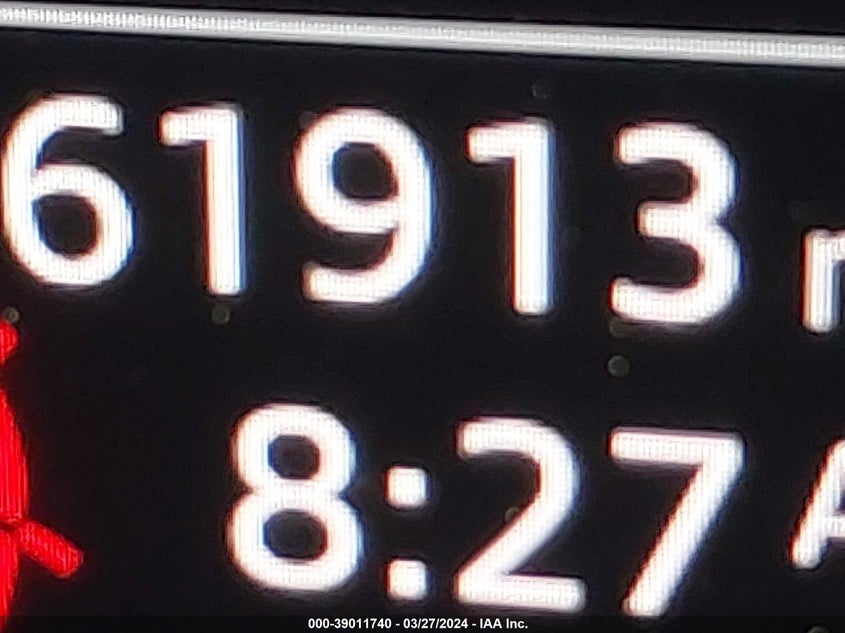 61913
8:27 A
000-39011740 - 03/27/2024 - IAA Inc.